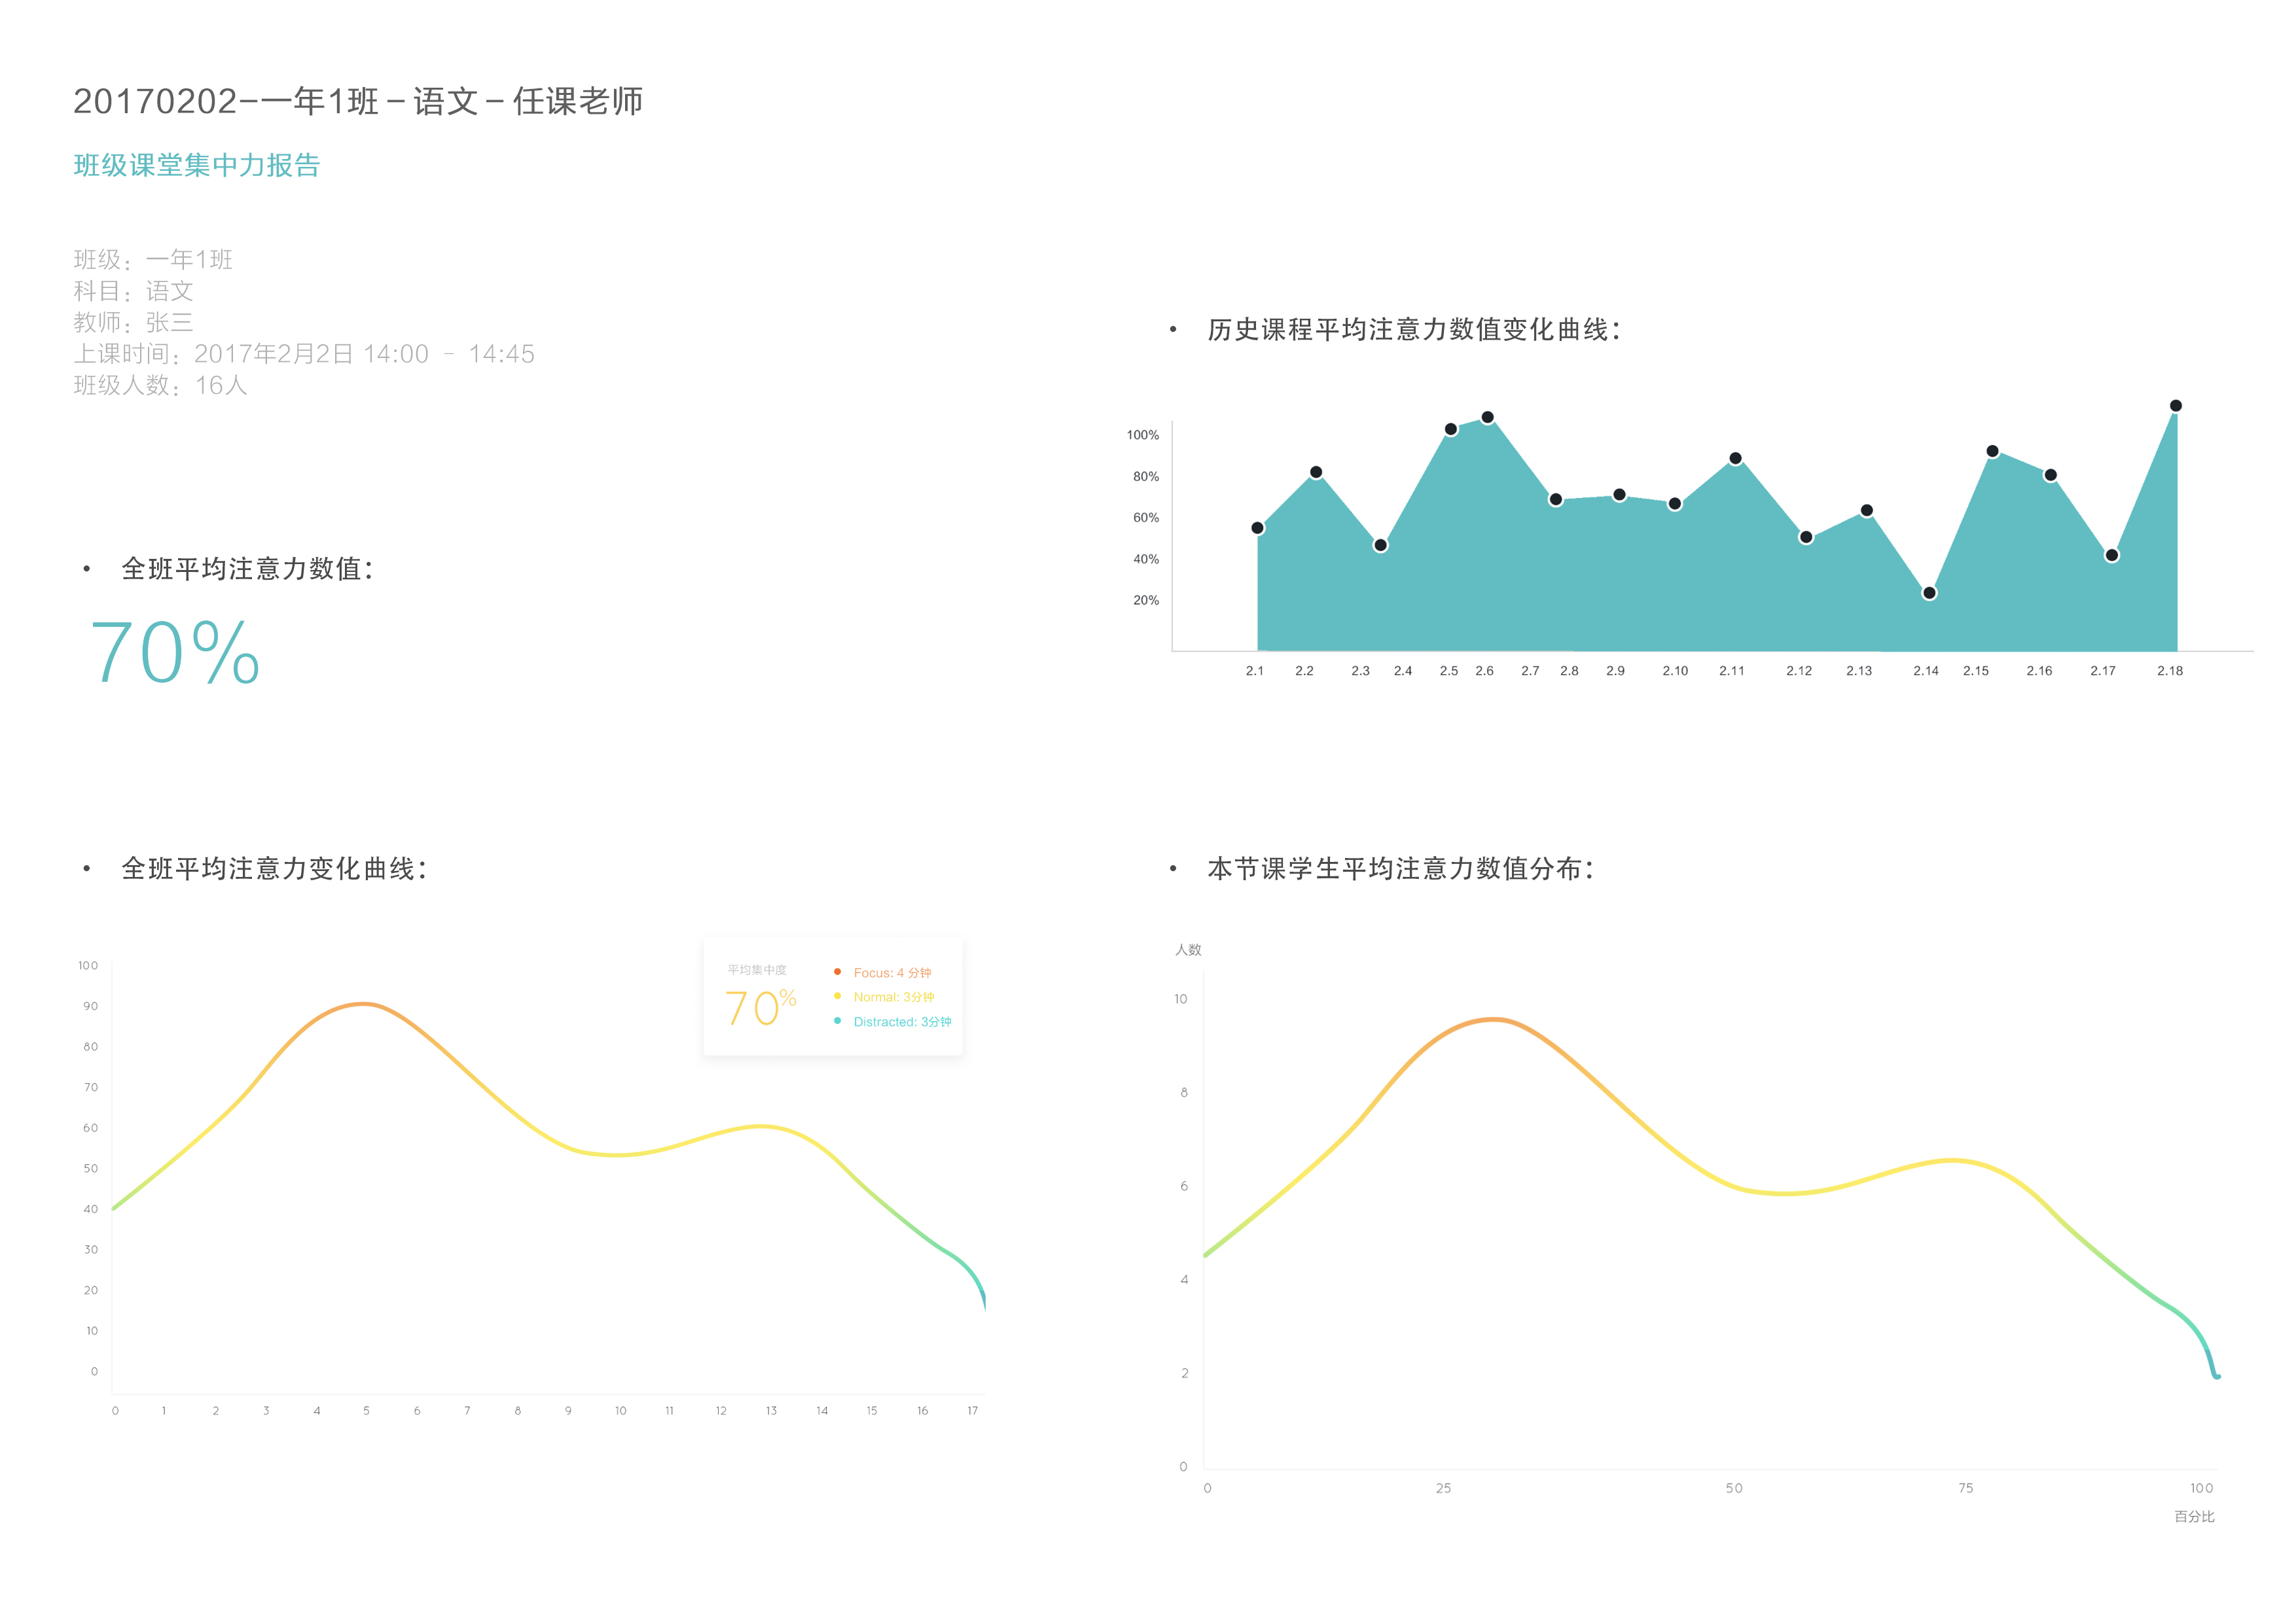 20170202-一年1班 – 语文 – 任课老师
班级课堂集中力报告
班级：一年1班
科目：语文
教师：张三
上课时间：2017年2月2日 14:00 - 14:45
班级人数：16人
• 全班平均注意力数值：
70%
• 历史课程平均注意力数值变化曲线：
100%
80%
60%
40%
20%
2.1 2.2 2.3 2.4 2.5 2.6 2.7 2.8 2.9 2.10 2.11 2.12 2.13 2.14 2.15 2.16 2.17 2.18
• 全班平均注意力变化曲线：
平均集中度
70%
Focus: 4 分钟
Normal: 3分钟
Distracted: 3分钟
100
90
80
70
60
50
40
30
20
10
0
0 1 2 3 4 5 6 7 8 9 10 11 12 13 14 15 16 17
• 本节课学生平均注意力数值分布：
人数
10
8
6
4
2
0
0 25 50 75 100
百分比